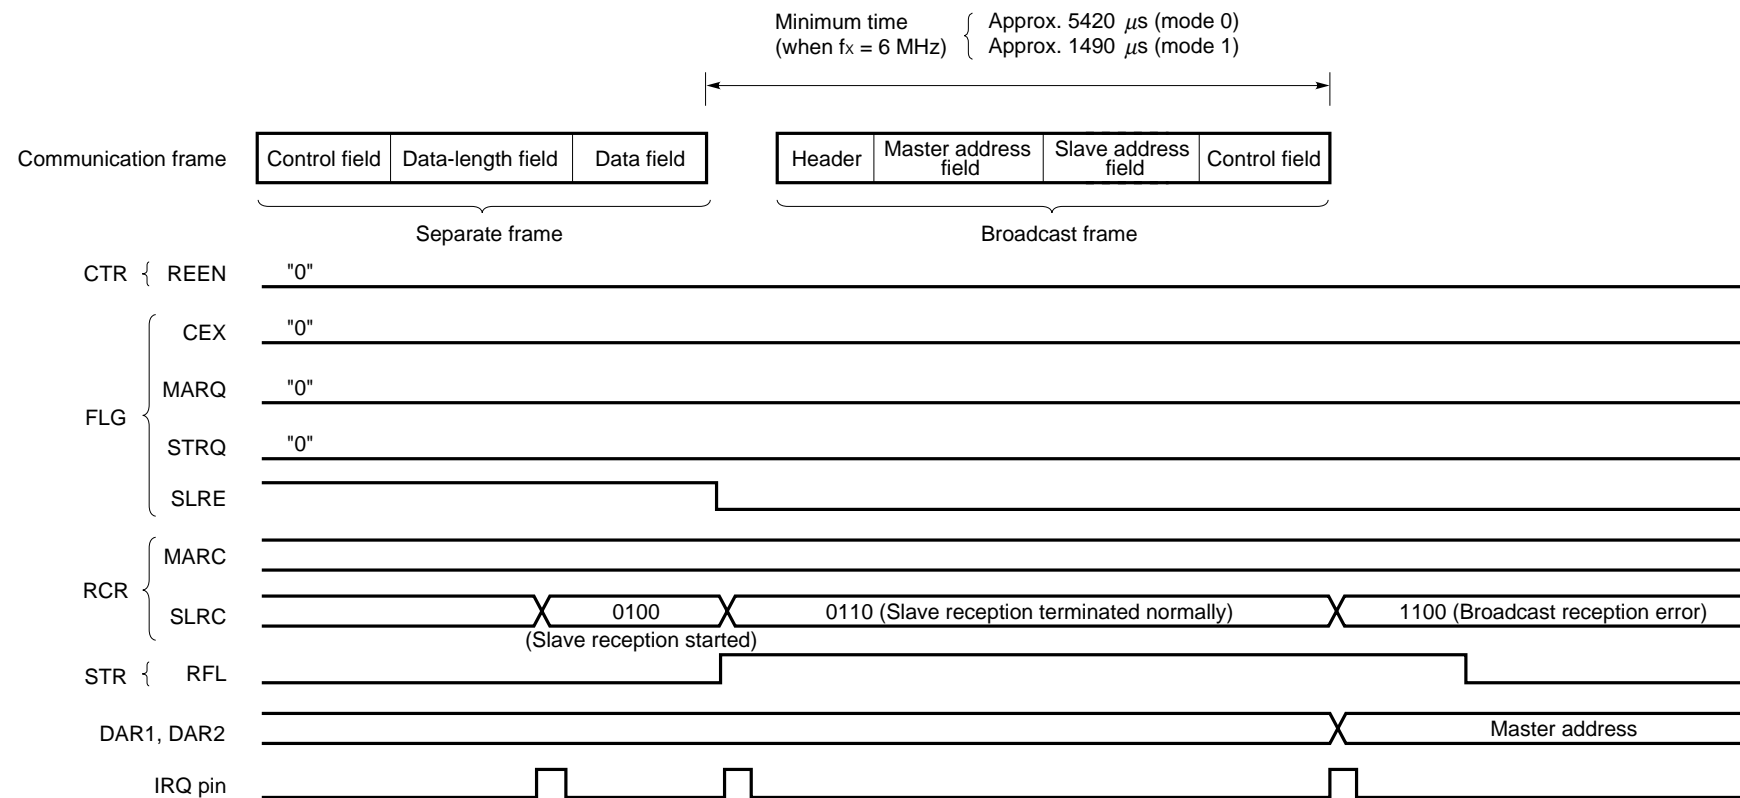 Minimum time
(when fx = 6 MHz)
Approx. 5420 μs (mode 0)
Approx. 1490 μs (mode 1)
Communication frame
Control field
Data-length field
Data field
Header
Master address
field
Slave address
field
Control field
Separate frame
Broadcast frame
CTR { REEN "0"
CEX "0"
MARQ "0"
FLG
STRQ "0"
SLRE
MARC
RCR
SLRC
0100
0110 (Slave reception terminated normally)
1100 (Broadcast reception error)
(Slave reception started)
STR { RFL
DAR1, DAR2
Master address
IRQ pin